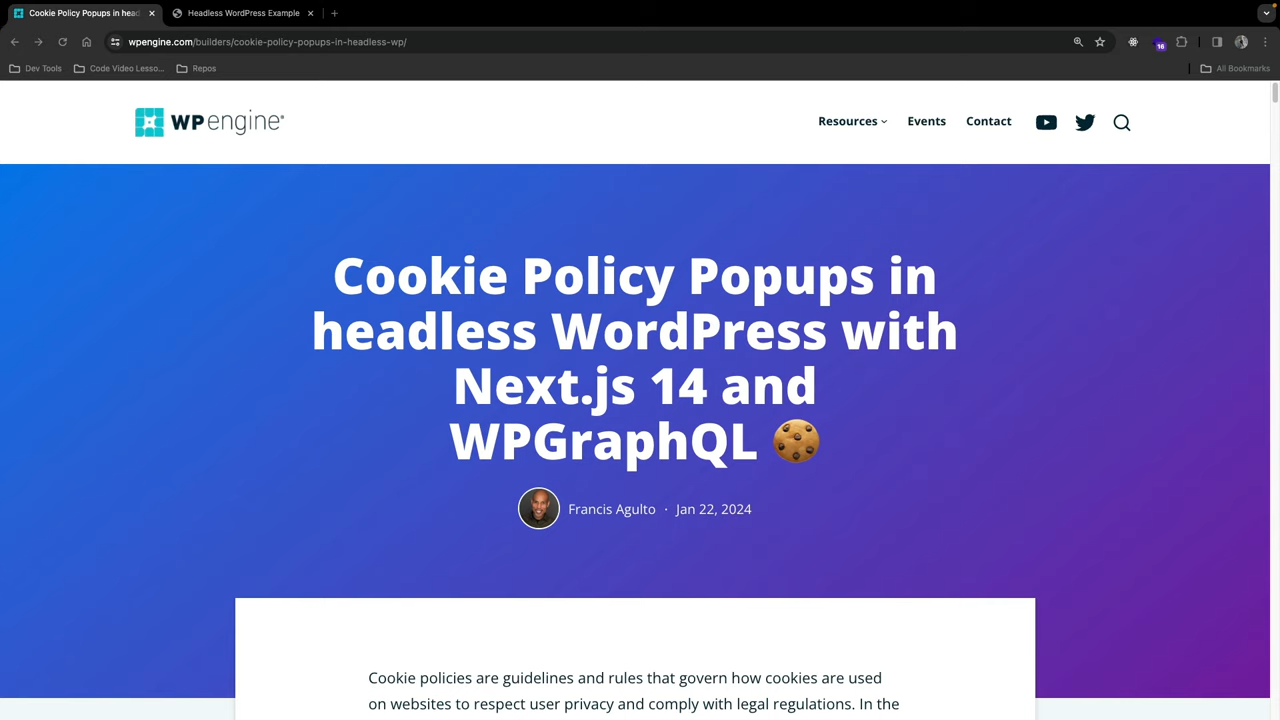 Cookie Policy Popups in head
Headless WordPress Example
wpengine.com/builders/cookie-policy-popups-in-headless-wp/
16
Dev Tools
Code Video Lesso...
Repos
All Bookmarks
WPengine®
Resources
Events
Contact
Cookie Policy Popups in
headless WordPress with
Next.js 14 and
WPGraphQL
Francis Agulto · Jan 22, 2024
Cookie policies are guidelines and rules that govern how cookies are used
on websites to respect user privacy and comply with legal regulations. In the